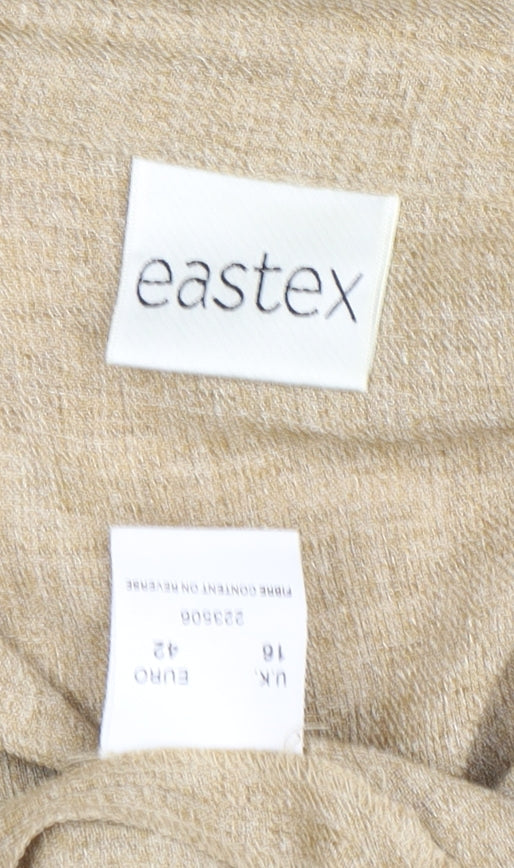 eastex
U.K. EURO
16 42
223506
FIBRE CONTENT ON REVERSE